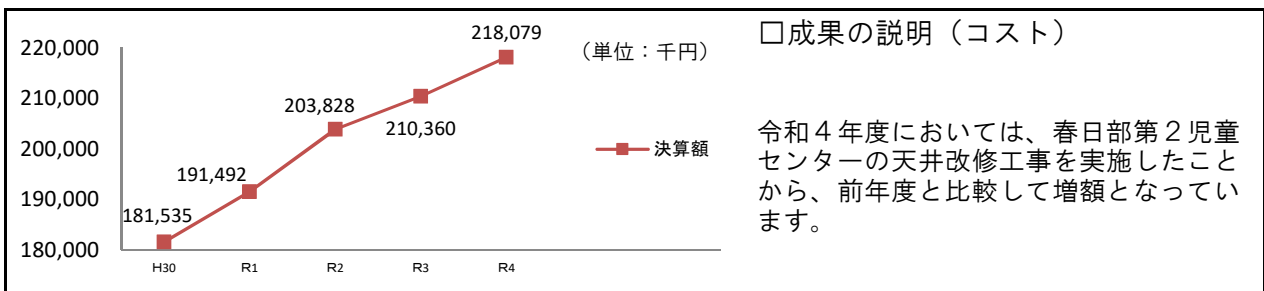 220,000
210,000
200,000
190,000
180,000
181,535
191,492
203,828
210,360
218,079
（単位：千円）
決算額
H30
R1
R2
R3
R4
□成果の説明（コスト）
令和４年度においては、春日部第２児童
センターの天井改修工事を実施したこと
から、前年度と比較して増額となってい
ます。